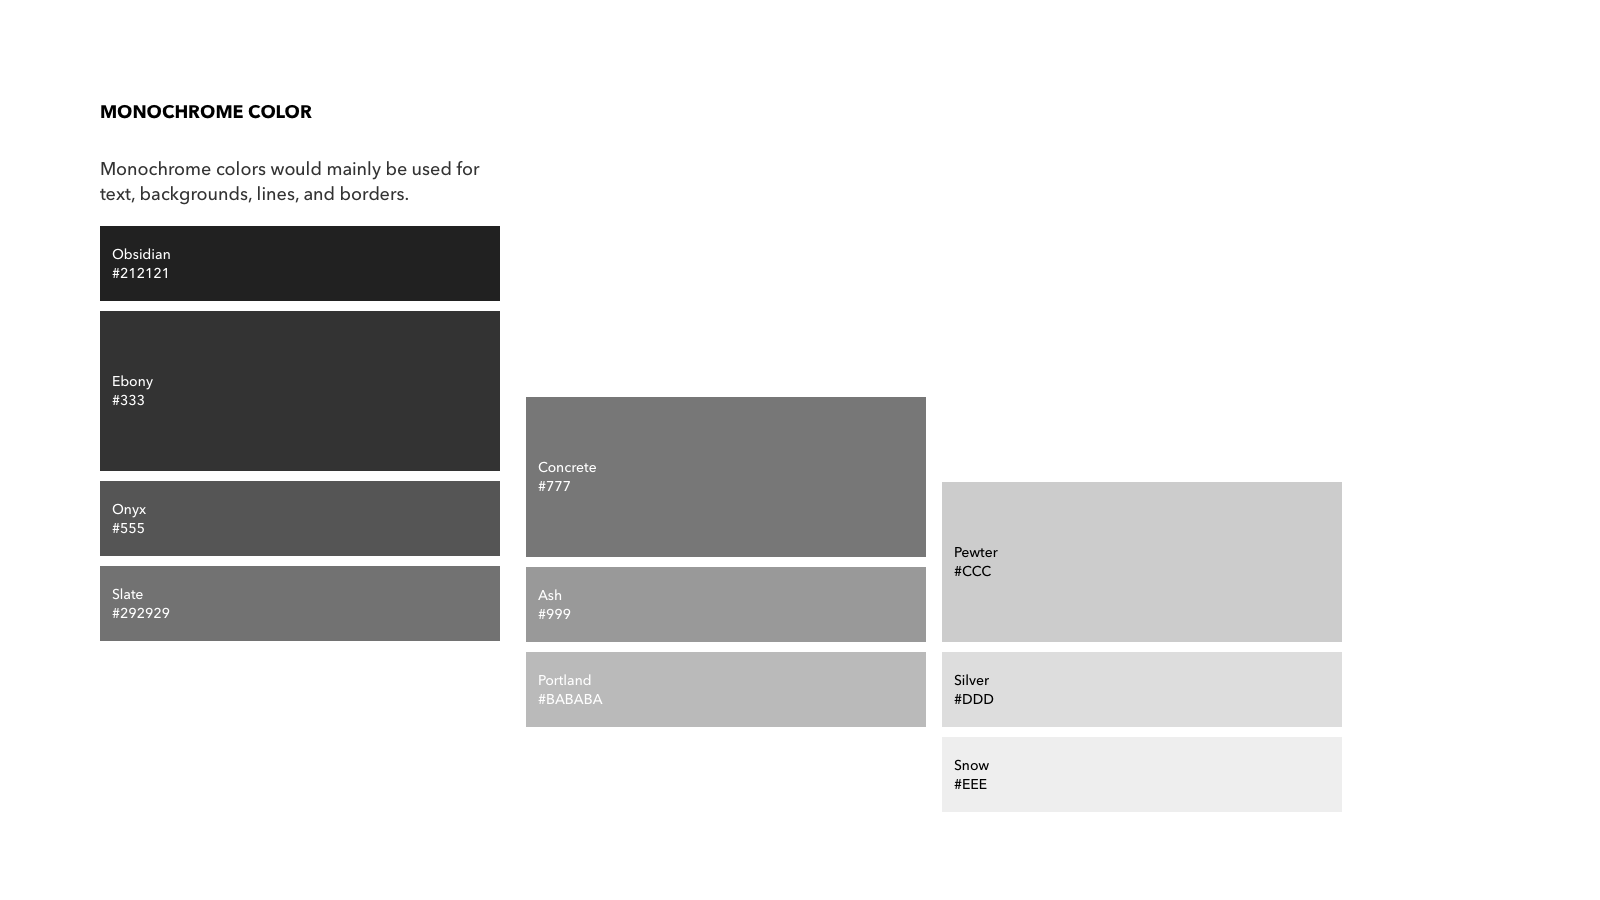 MONOCHROME COLOR
Monochrome colors would mainly be used for
text, backgrounds, lines, and borders.
Obsidian
#212121
Ebony
#333
Onyx
#555
Slate
#292929
Concrete
#777
Ash
#999
Portland
#BABABA
Pewter
#CCC
Silver
#DDD
Snow
#EEE